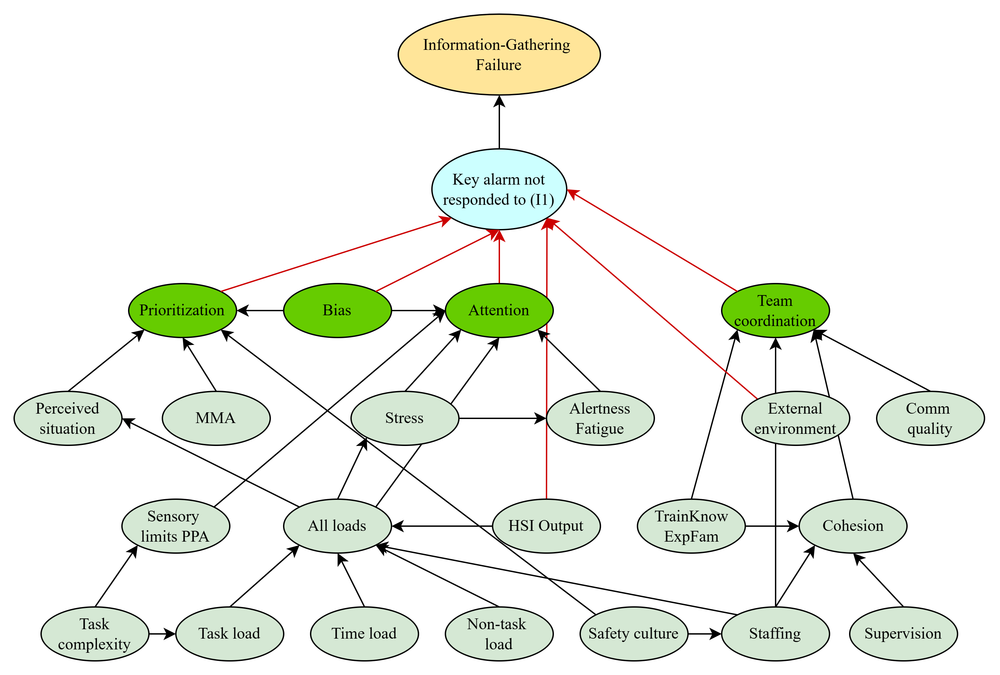 Information-Gathering
Failure
Key alarm not
responded to (I1)
Prioritization
Bias
Attention
Team
coordination
Perceived
situation
MMA
Stress
Alertness
Fatigue
External
environment
Comm
quality
Sensory
limits PPA
All loads
HSI Output
TrainKnow
ExpFam
Cohesion
Task
complexity
Task load
Time load
Non-task
load
Safety culture
Staffing
Supervision